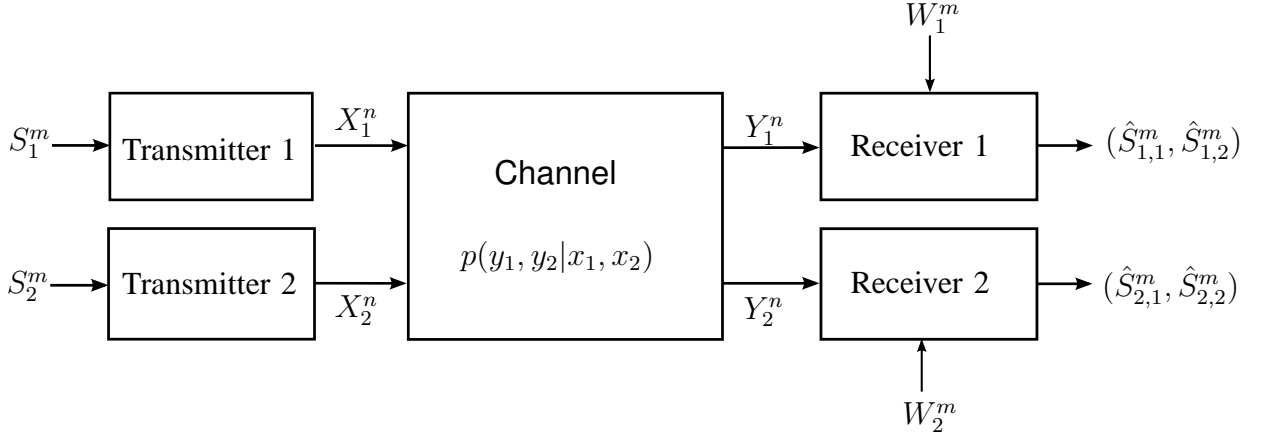 W_1^m
S_1^m
Transmitter 1
X_1^n
Channel
p(y_1, y_2|x_1, x_2)
Y_1^n
Receiver 1
(Ŝ_{1,1}^m, Ŝ_{1,2}^m)
S_2^m
Transmitter 2
X_2^n
Y_2^n
Receiver 2
(Ŝ_{2,1}^m, Ŝ_{2,2}^m)
W_2^m